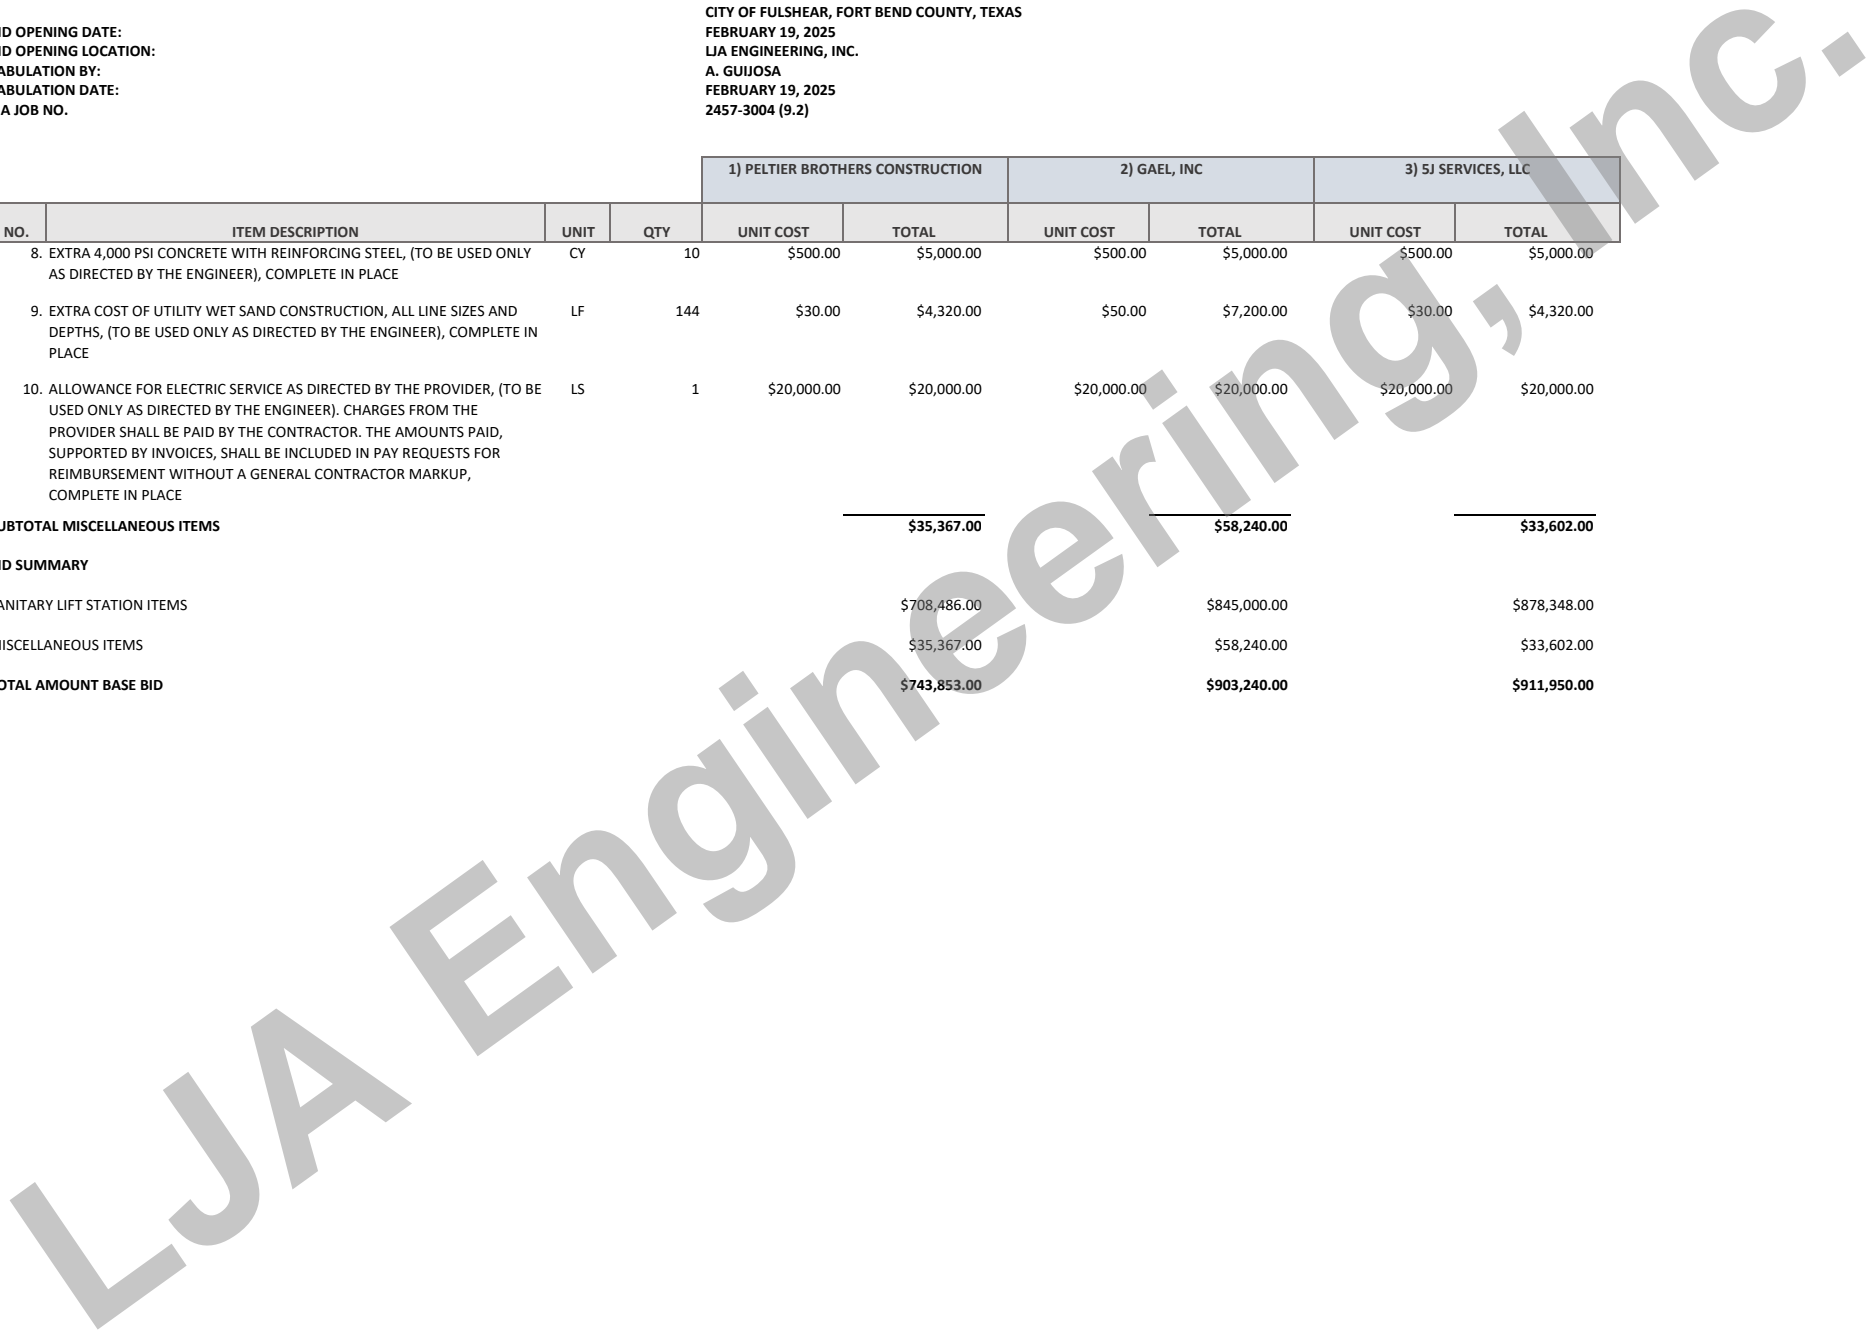 CITY OF FULSHEAR, FORT BEND COUNTY, TEXAS
ID OPENING DATE: FEBRUARY 19, 2025
ID OPENING LOCATION: LJA ENGINEERING, INC.
ABULATION BY: A. GUIJOSA
ABULATION DATE: FEBRUARY 19, 2025
A JOB NO. 2457-3004 (9.2)
1) PELTIER BROTHERS CONSTRUCTION 2) GAEL, INC 3) 5J SERVICES, LLC
NO. ITEM DESCRIPTION UNIT QTY UNIT COST TOTAL UNIT COST TOTAL UNIT COST TOTAL
8. EXTRA 4,000 PSI CONCRETE WITH REINFORCING STEEL, (TO BE USED ONLY CY 10 $500.00 $5,000.00 $500.00 $5,000.00 $500.00 $5,000.00
AS DIRECTED BY THE ENGINEER), COMPLETE IN PLACE
9. EXTRA COST OF UTILITY WET SAND CONSTRUCTION, ALL LINE SIZES AND LF 144 $30.00 $4,320.00 $50.00 $7,200.00 $30.00 $4,320.00
DEPTHS, (TO BE USED ONLY AS DIRECTED BY THE ENGINEER), COMPLETE IN
PLACE
10. ALLOWANCE FOR ELECTRIC SERVICE AS DIRECTED BY THE PROVIDER, (TO BE LS 1 $20,000.00 $20,000.00 $20,000.00 $20,000.00 $20,000.00 $20,000.00
USED ONLY AS DIRECTED BY THE ENGINEER). CHARGES FROM THE
PROVIDER SHALL BE PAID BY THE CONTRACTOR. THE AMOUNTS PAID,
SUPPORTED BY INVOICES, SHALL BE INCLUDED IN PAY REQUESTS FOR
REIMBURSEMENT WITHOUT A GENERAL CONTRACTOR MARKUP,
COMPLETE IN PLACE
UBTOTAL MISCELLANEOUS ITEMS $35,367.00 $58,240.00 $33,602.00
ID SUMMARY
ANITARY LIFT STATION ITEMS $708,486.00 $845,000.00 $878,348.00
IISCELLANEOUS ITEMS $35,367.00 $58,240.00 $33,602.00
OTAL AMOUNT BASE BID $743,853.00 $903,240.00 $911,950.00
LJA Engineering, Inc.